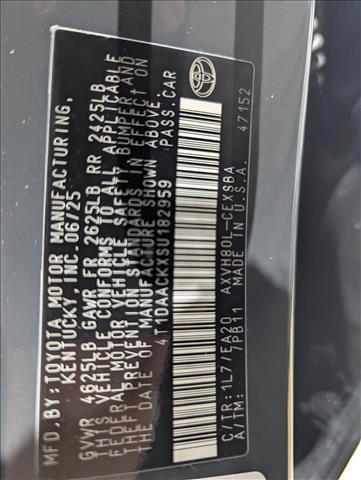 MFD. BY: TOYOTA MOTOR MANUFACTURING,
KENTUCKY, INC. 06/25
GVWR 4625LB GAWR FR 2625LB RR 2425LB
THIS VEHICLE CONFORMS TO ALL APPLICABLE
FEDERAL MOTOR VEHICLE SAFETY, BUMPER, AND
THEFT PREVENTION STANDARDS IN EFFECT ON
THE DATE OF MANUFACTURE SHOWN ABOVE.
4T1DAACKXSU182959 PASS. CAR
C/TR: 1L7/EA20 AXVH80L-CEXSBA
A/TM: /PB11 MADE IN U.S.A. 47152